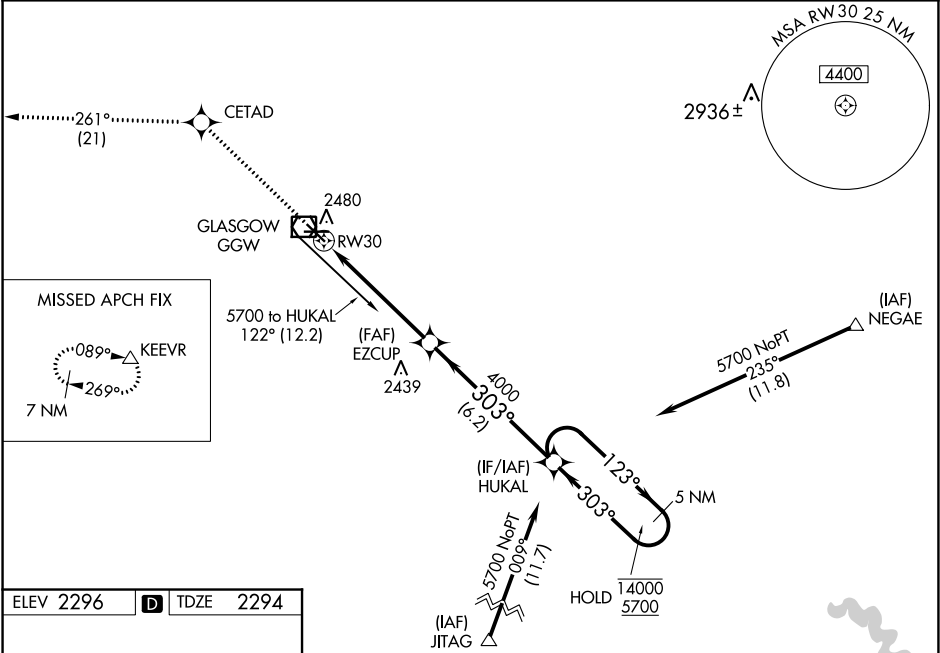 MSA RW30 25 NM
4400
2936±
CETAD
261°
(21)
2480
GLASGOW
GGW
RW30
MISSED APCH FIX
089°
KEEVR
269°
7 NM
5700 to HUKAL
122° (12.2)
(FAF)
EZCUP
2439
(IAF)
NEGAE
5700 NoPT
235°
(11.8)
4000
303°
(6.2)
(IF/IAF)
HUKAL
123°
303°
5 NM
5700 NoPT
009°
(11.7)
HOLD
14000
5700
(IAF)
JITAG
ELEV 2296 D TDZE 2294